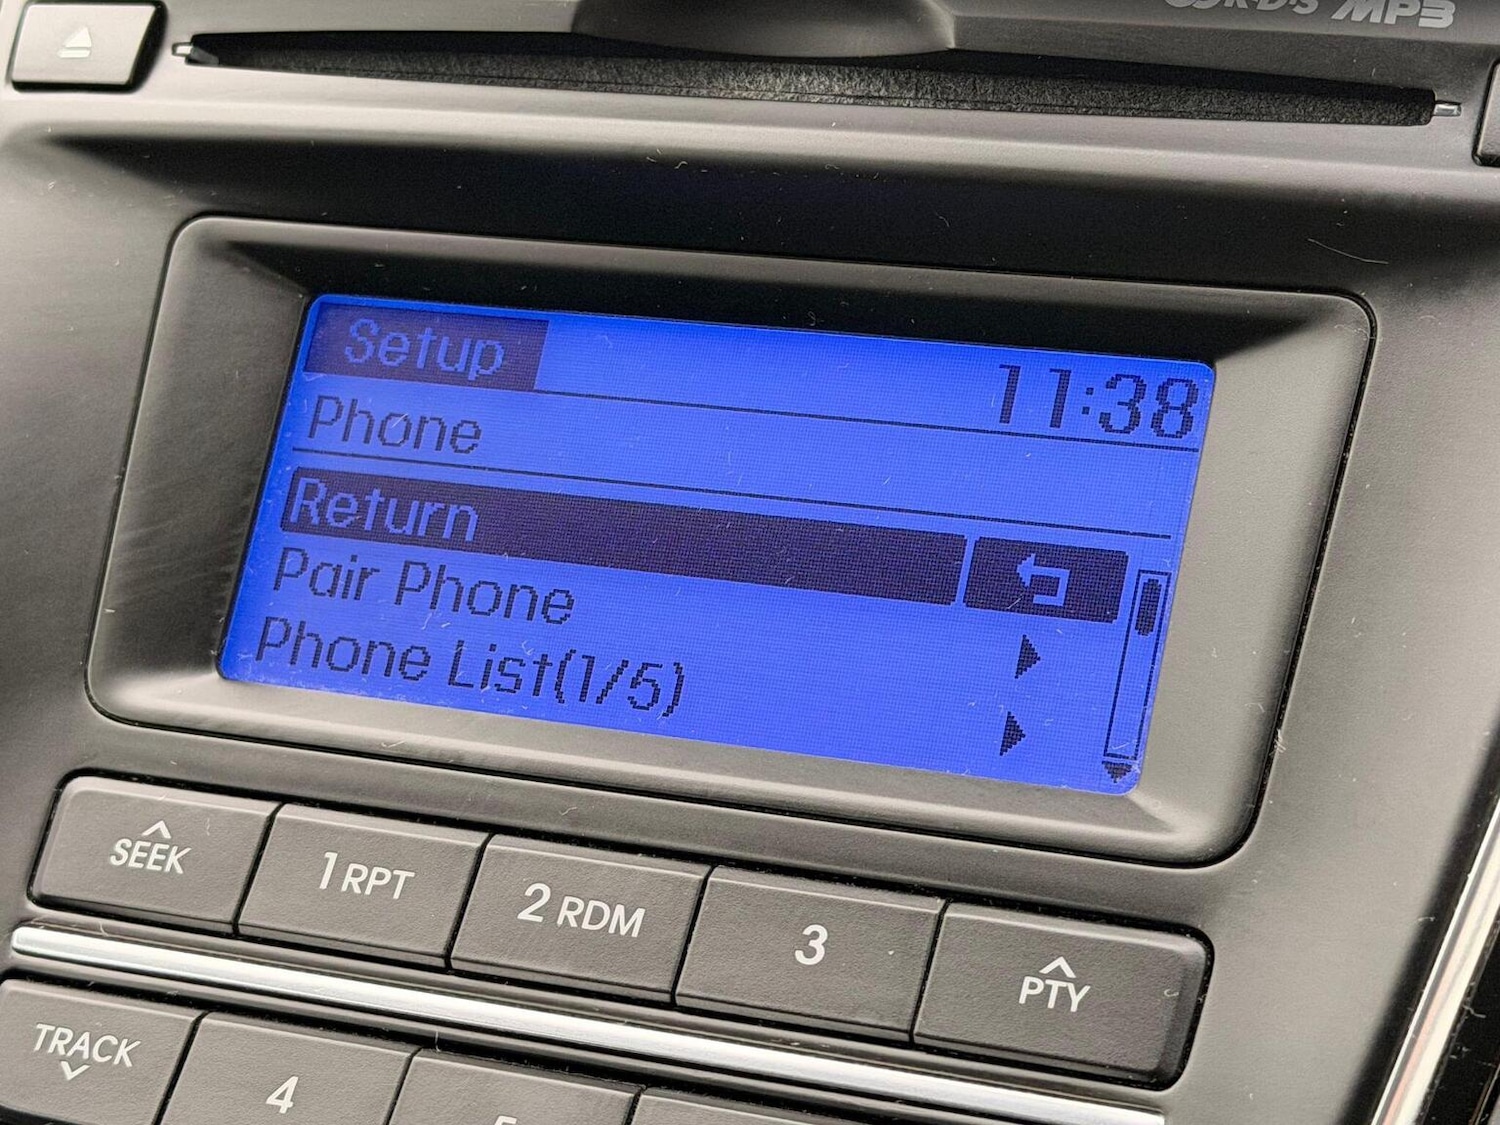 MP3
Setup
11:38
Phone
Return
Pair Phone
Phone List(1/5)
SEEK
1 RPT
2 RDM
3
PTY
TRACK
4